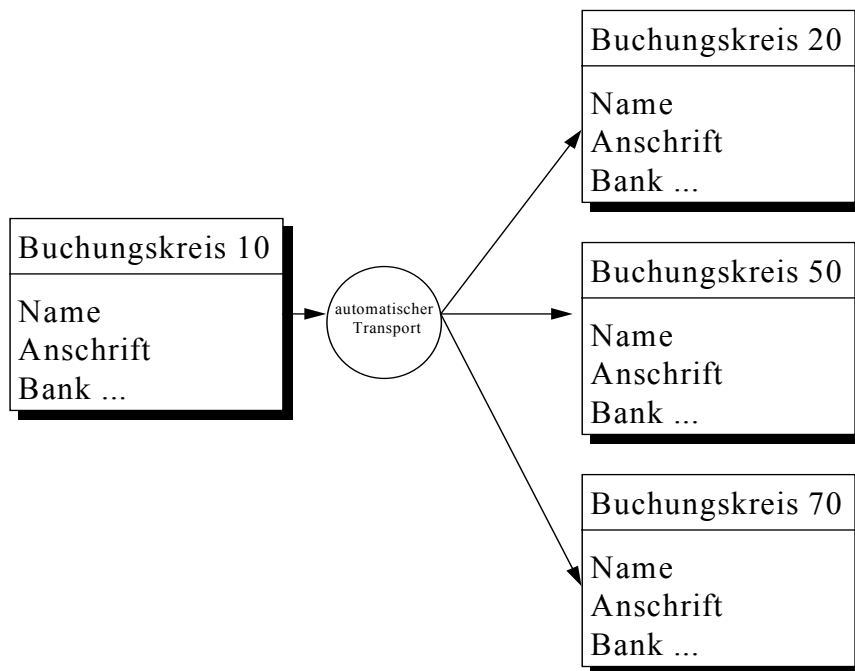 Buchungskreis 10
Name
Anschrift
Bank ...
automatischer
Transport
Buchungskreis 20
Name
Anschrift
Bank ...
Buchungskreis 50
Name
Anschrift
Bank ...
Buchungskreis 70
Name
Anschrift
Bank ...